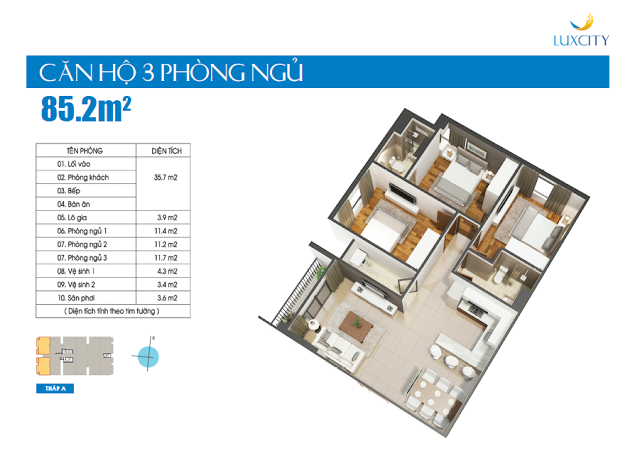 LUXCITY
CĂN HỘ 3 PHÒNG NGỦ
85.2m²
TÊN PHÒNG DIỆN TÍCH
01. Lối vào
02. Phòng khách 35.7 m2
03. Bếp
04. Bàn ăn
05. Lô gia 3.9 m2
06. Phòng ngủ 1 11.4 m2
07. Phòng ngủ 2 11.2 m2
07. Phòng ngủ 3 11.7 m2
08. Vệ sinh 1 4.3 m2
09. Vệ sinh 2 3.4 m2
10. Sân phơi 3.6 m2
( Diện tích tính theo tim tường )
THÁP A